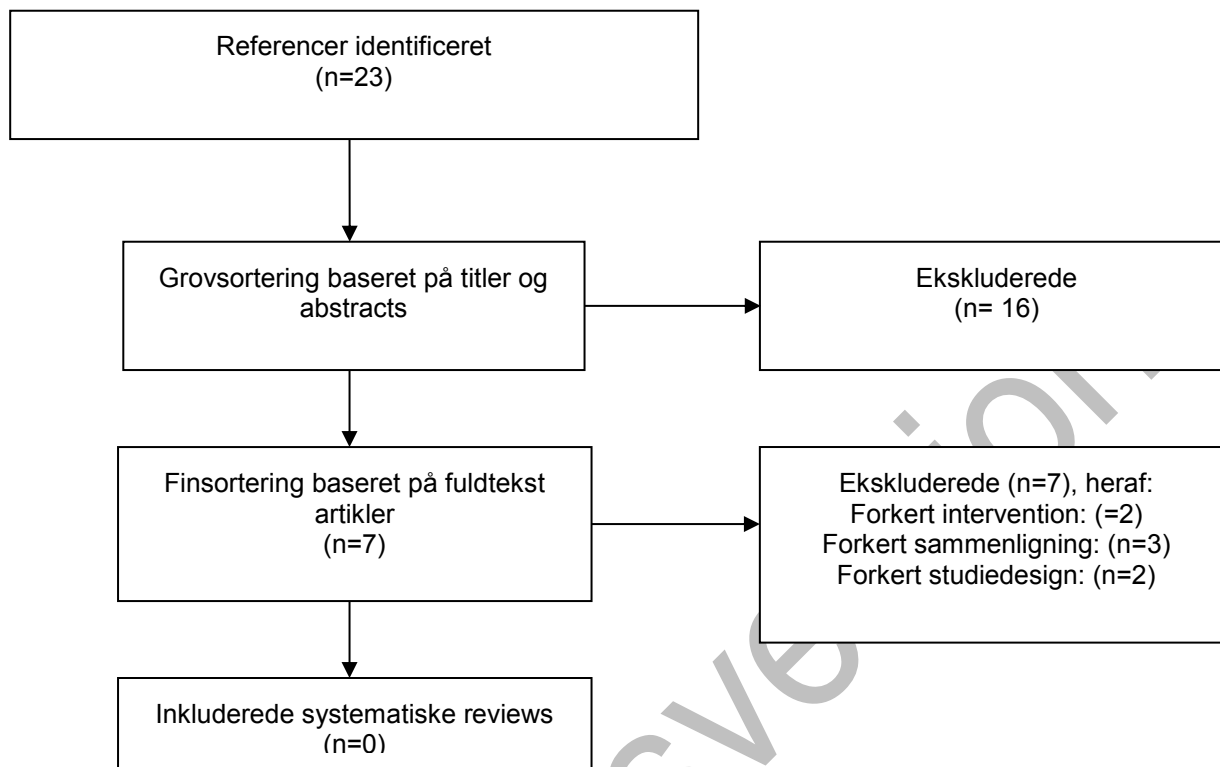 Referencer identificeret
(n=23)
Grovsortering baseret på titler og
abstracts
Ekskluderede
(n= 16)
Finsortering baseret på fuldtekst
artikler
(n=7)
Ekskluderede (n=7), heraf:
Forkert intervention: (=2)
Forkert sammenligning: (n=3)
Forkert studiedesign: (n=2)
Inkluderede systematiske reviews
(n=0)